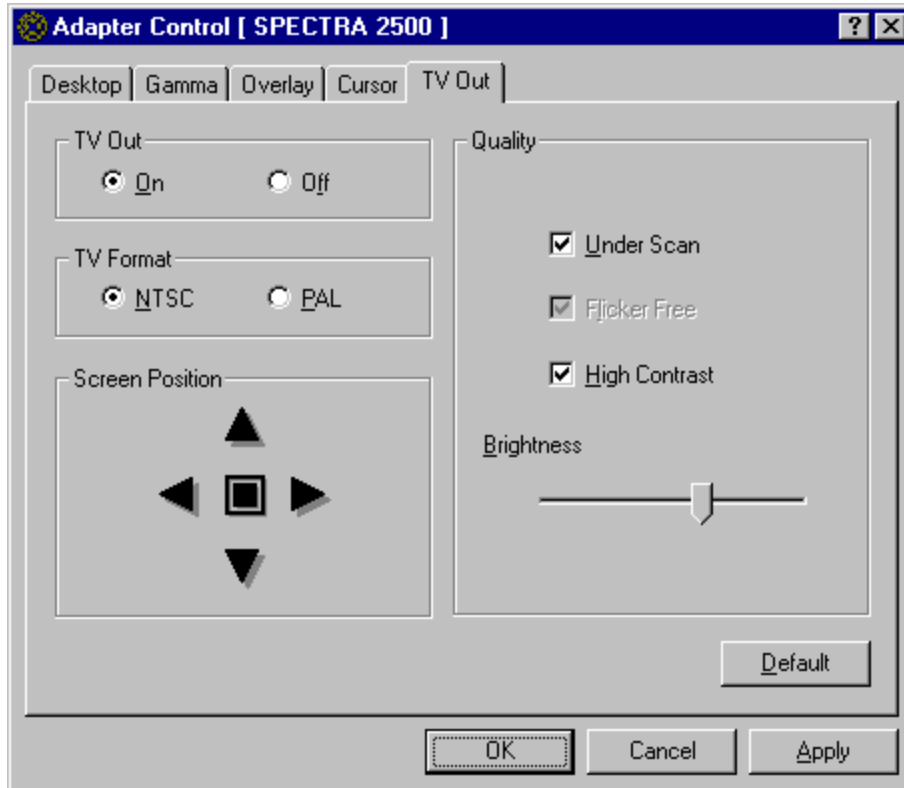 Adapter Control [ SPECTRA 2500 ]
Desktop Gamma Overlay Cursor TV Out
TV Out
On Off
TV Format
NTSC PAL
Screen Position
Quality
Under Scan
Flicker Free
High Contrast
Brightness
Default
OK Cancel Apply